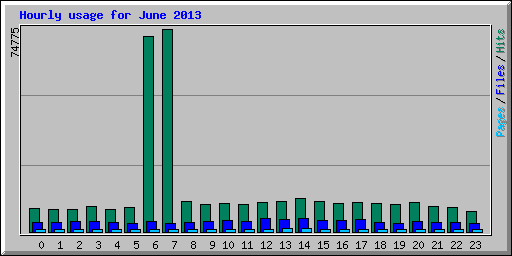 Hourly usage for June 2013
74775
Pages/Files/Hits
0 1 2 3 4 5 6 7 8 9 10 11 12 13 14 15 16 17 18 19 20 21 22 23